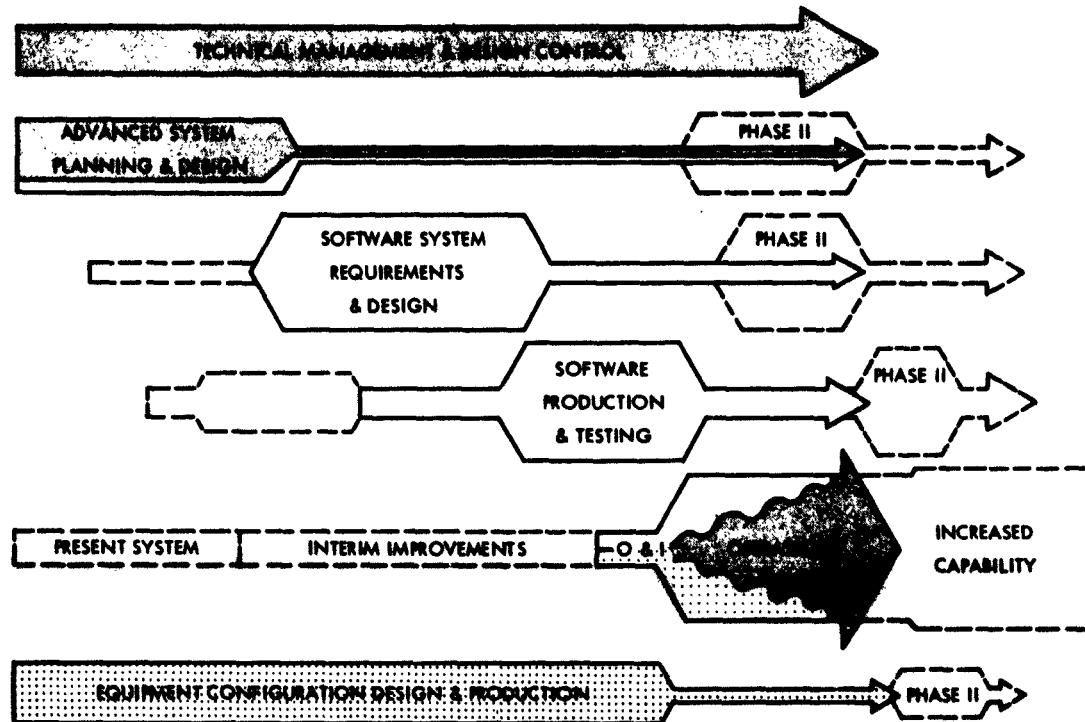 TECHNICAL MANAGEMENT & DESIGN CONTROL
ADVANCED SYSTEM
PLANNING & DESIGN
PHASE II
SOFTWARE SYSTEM
REQUIREMENTS
& DESIGN
PHASE II
SOFTWARE
PRODUCTION
& TESTING
PHASE II
PRESENT SYSTEM
INTERIM IMPROVEMENTS
O & I
INCREASED
CAPABILITY
EQUIPMENT CONFIGURATION DESIGN & PRODUCTION
PHASE II